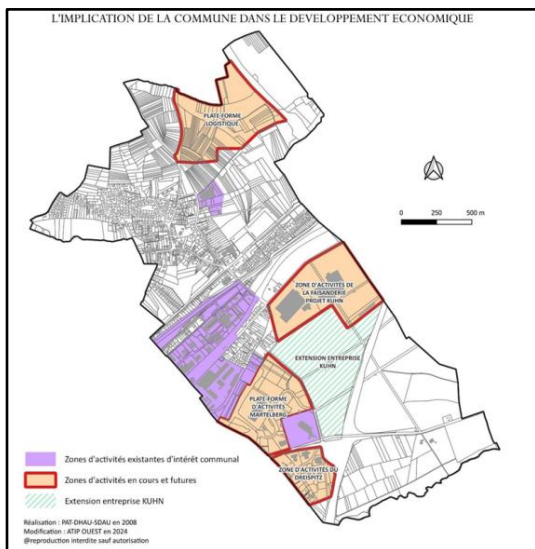 L'IMPLICATION DE LA COMMUNE DANS LE DEVELOPPEMENT ECONOMIQUE
PLATE-FORME
LOGISTIQUE
0 250 500 m
ZONE D'ACTIVITÉS DE
LA FAISANDERIE
PROJET KUHN
EXTENSION ENTREPRISE
KUHN
PLATE-FORME
D'ACTIVITÉS
MARTELBERG
ZONE D'ACTIVITÉS DU
DREISPITZ
Zones d'activités existantes d'intérêt communal
Zones d'activités en cours et futures
Extension entreprise KUHN
Réalisation : PAT-DHAU-SDAU en 2008
Modification : ATIP OUEST en 2024
@reproduction interdite sauf autorisation